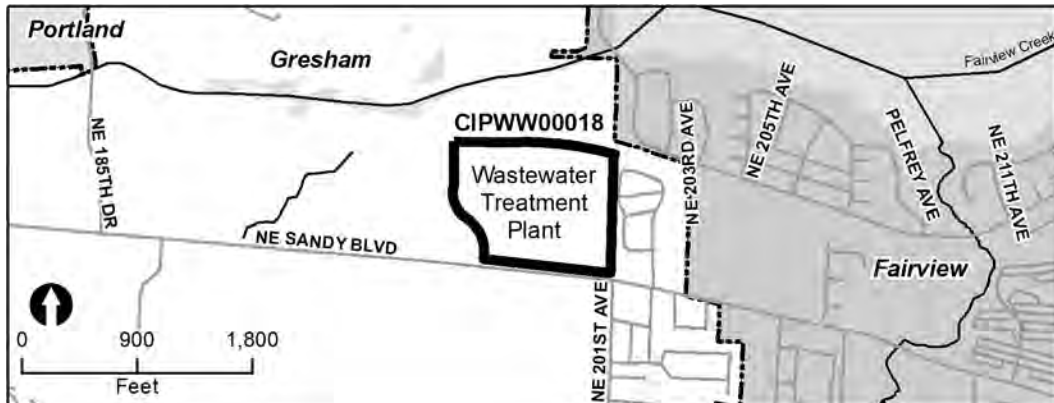 Portland
Gresham
Fairview Creek
CIPWW00018
NE 185TH DR
NE 203RD AVE
NE 205TH AVE
PELFREY AVE
NE 211TH AVE
Wastewater
Treatment
Plant
NE SANDY BLVD
Fairview
NE 201ST AVE
0 900 1,800
Feet